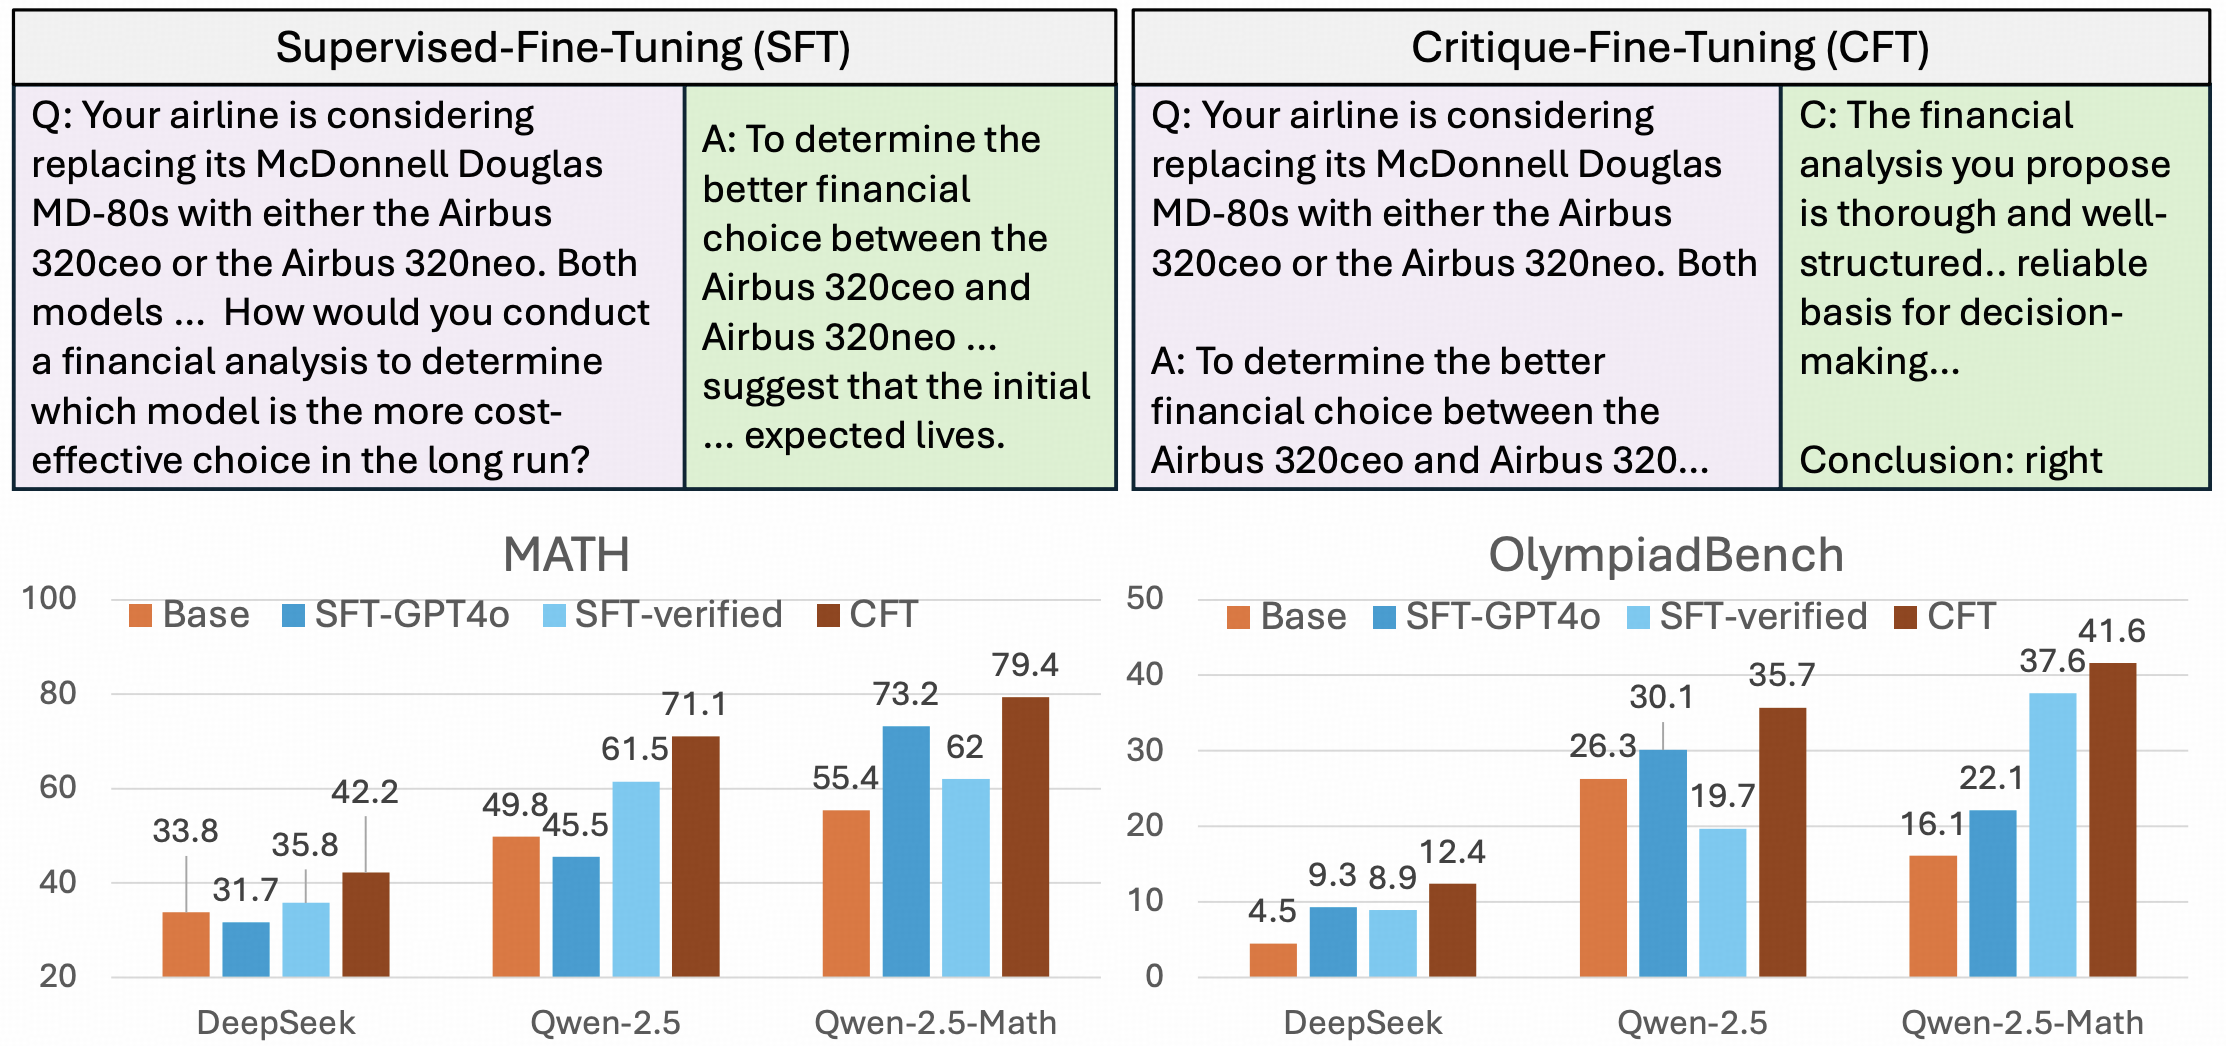 Supervised-Fine-Tuning (SFT)
Q: Your airline is considering
replacing its McDonnell Douglas
MD-80s with either the Airbus
320ceo or the Airbus 320neo. Both
models ...  How would you conduct
a financial analysis to determine
which model is the more cost-
effective choice in the long run?
A: To determine the
better financial
choice between the
Airbus 320ceo and
Airbus 320neo ...
suggest that the initial
... expected lives.
Critique-Fine-Tuning (CFT)
Q: Your airline is considering
replacing its McDonnell Douglas
MD-80s with either the Airbus
320ceo or the Airbus 320neo. Both
A: To determine the better
financial choice between the
Airbus 320ceo and Airbus 320...
C: The financial
analysis you propose
is thorough and well-
structured.. reliable
basis for decision-
making...
Conclusion: right
MATH
100
80
60
40
20
Base SFT-GPT4o SFT-verified CFT
33.8
31.7
35.8
42.2
49.8
45.5
61.5
71.1
55.4
73.2
62
79.4
DeepSeek Qwen-2.5 Qwen-2.5-Math
OlympiadBench
50
40
30
20
10
0
Base SFT-GPT4o SFT-verified CFT
4.5
9.3
8.9
12.4
26.3
30.1
19.7
35.7
16.1
22.1
37.6
41.6
DeepSeek Qwen-2.5 Qwen-2.5-Math